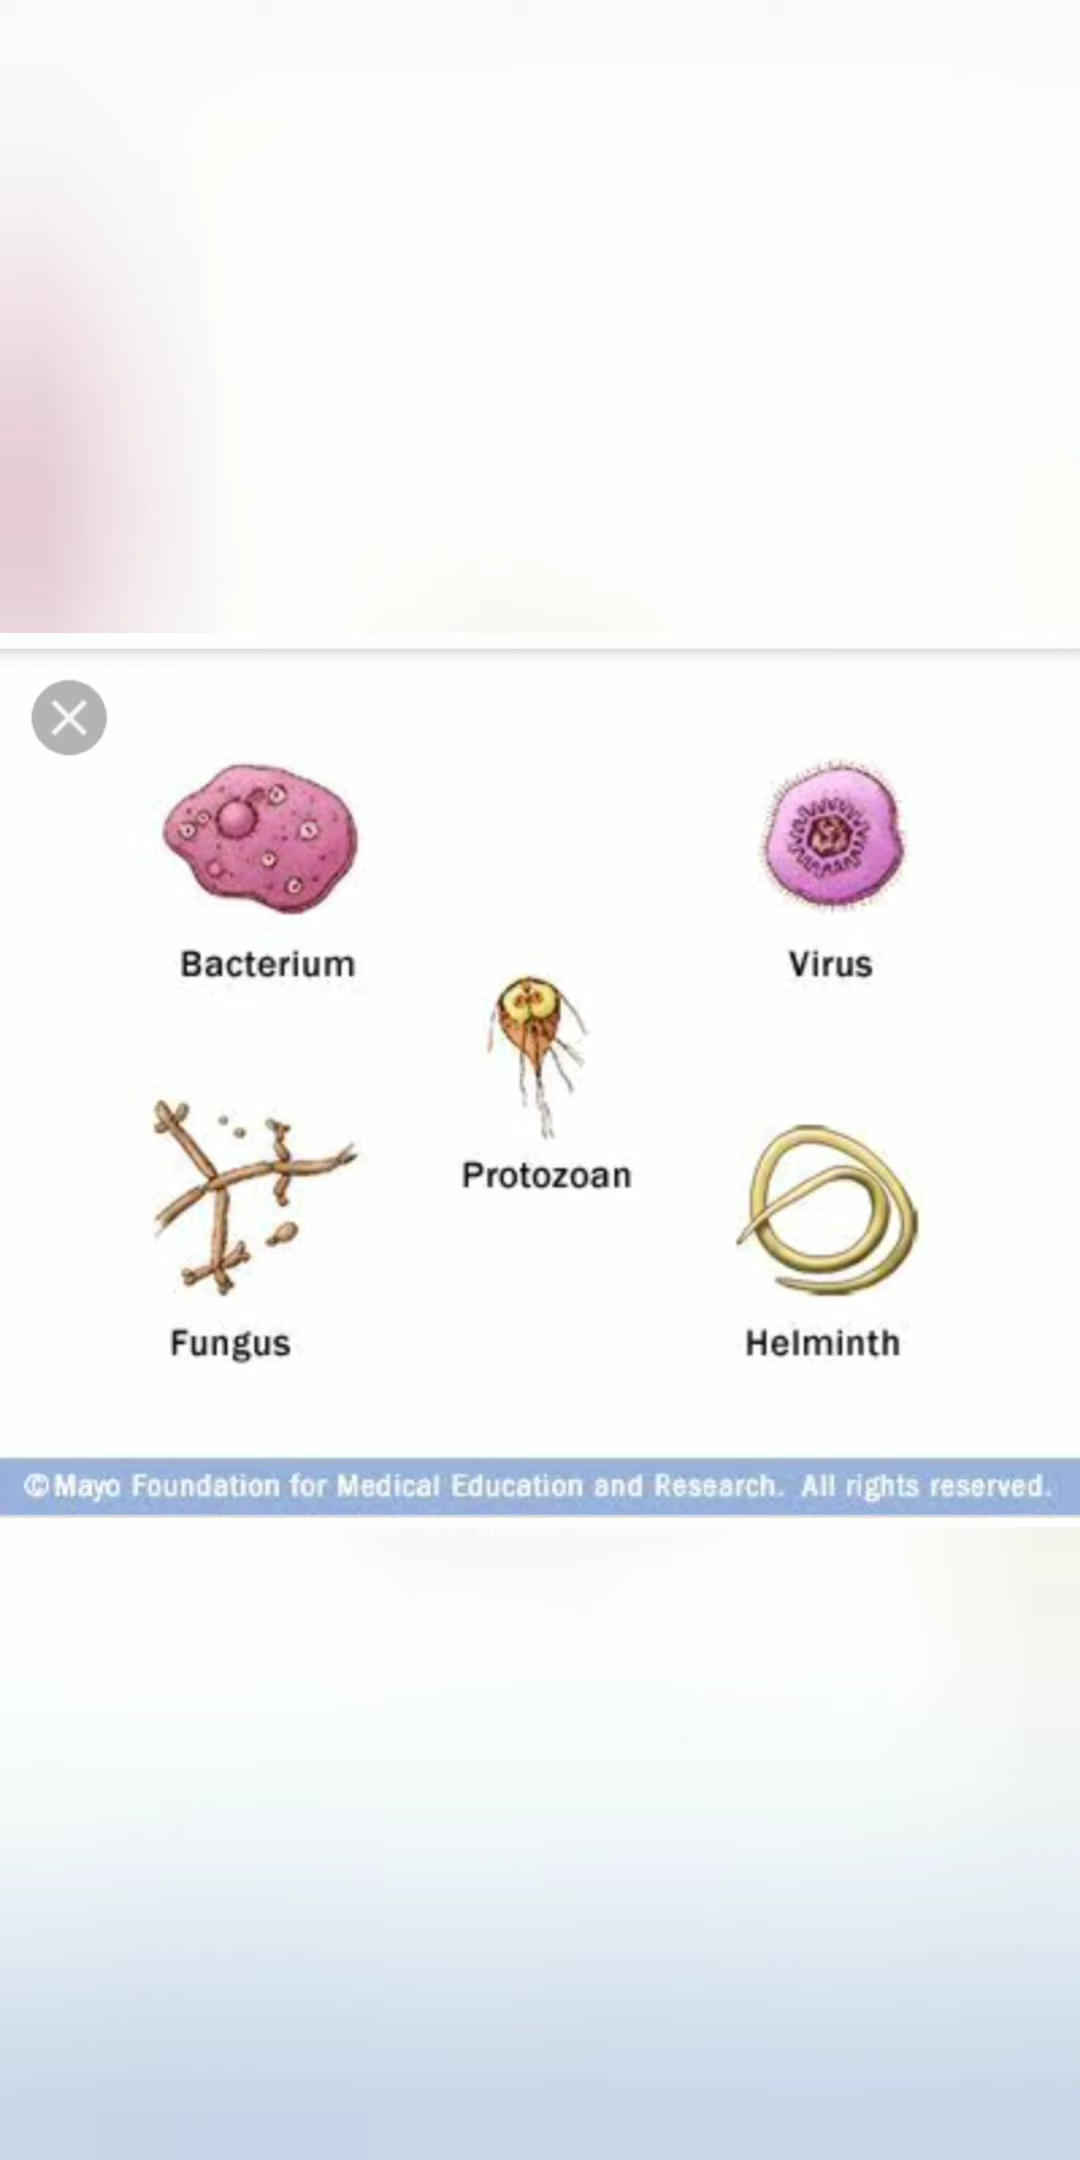 Bacterium
Virus
Protozoan
Fungus
Helminth
©Mayo Foundation for Medical Education and Research. All rights reserved.